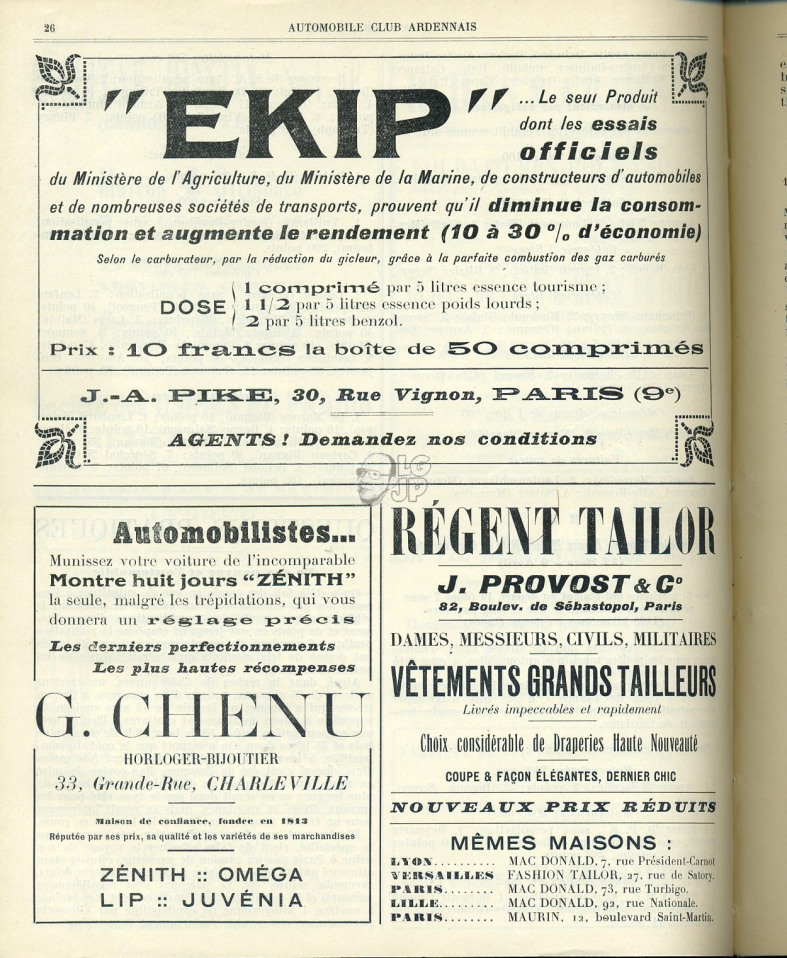 26
AUTOMOBILE CLUB ARDENNAIS
"EKIP"
...Le seul Produit
dont les essais
officiels
du Ministère de l'Agriculture, du Ministère de la Marine, de constructeurs d'automobiles
et de nombreuses sociétés de transports, prouvent qu'il diminue la consom-
mation et augmente le rendement (10 à 30 % d'économie)
Selon le carburateur, par la réduction du gicleur, grâce à la parfaite combustion des gaz carburés
DOSE
1 comprimé par 5 litres essence tourisme ;
1 1/2 par 5 litres essence poids lourds ;
2 par 5 litres benzol.
Prix : 10 francs la boîte de 50 comprimés
J.-A. PIKE, 30, Rue Vignon, PARIS (9e)
AGENTS ! Demandez nos conditions
LG
JP
Automobilistes...
Munissez votre voiture de l'incomparable
Montre huit jours "ZÉNITH"
la seule, malgré les trépidations, qui vous
donnera un réglage précis
Les derniers perfectionnements
Les plus hautes récompenses
G. CHENU
HORLOGER-BIJOUTIER
33, Grande-Rue, CHARLEVILLE
Maison de confiance, fondée en 1813
Réputée par ses prix, sa qualité et les variétés de ses marchandises
ZÉNITH :: OMÉGA
LIP :: JUVÉNIA
RÉGENT TAILOR
J. PROVOST & Co
82, Boulev. de Sébastopol, Paris
DAMES, MESSIEURS, CIVILS, MILITAIRES
VÊTEMENTS GRANDS TAILLEURS
Livrés impeccables et rapidement
Choix considérable de Draperies Haute Nouveauté
COUPE & FAÇON ÉLÉGANTES, DERNIER CHIC
NOUVEAUX PRIX RÉDUITS
MÊMES MAISONS :
LYON.......... MAC DONALD, 7, rue Président-Carnot
VERSAILLES FASHION TAILOR, 27, rue de Satory.
PARIS........ MAC DONALD, 73, rue Turbigo.
LILLE......... MAC DONALD, 92, rue Nationale.
PARIS........ MAURIN, 12, boulevard Saint-Martin.